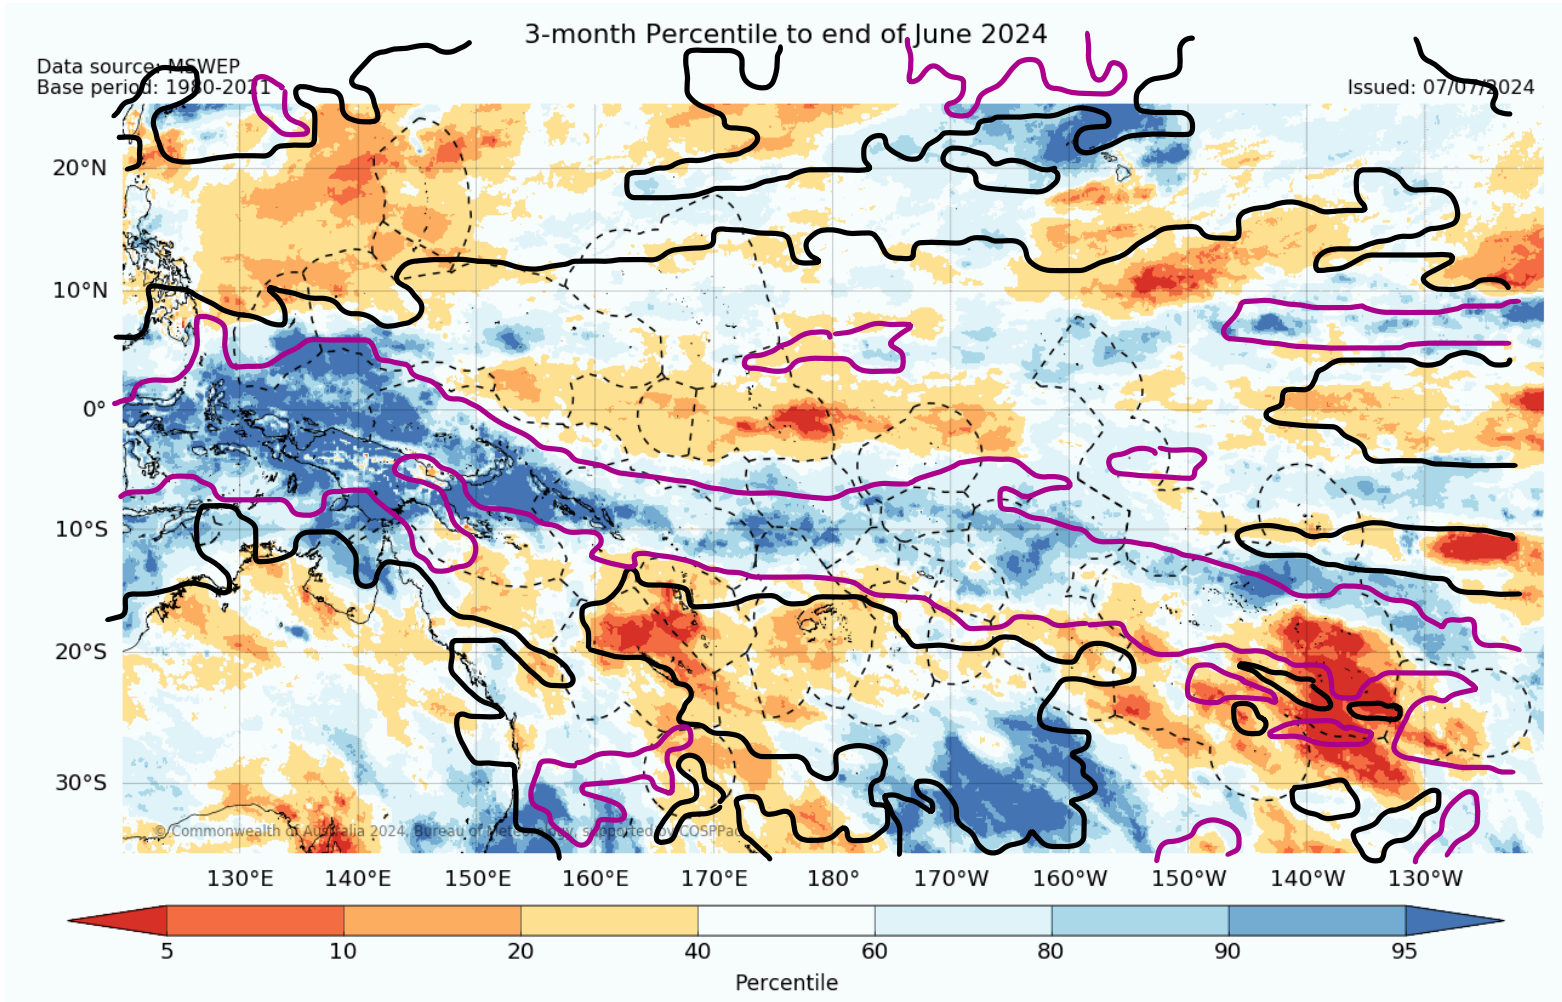 3-month Percentile to end of June 2024
Data source: MSWEP
Base period: 1980-2021
Issued: 07/07/2024
20°N
10°N
0°
10°S
20°S
30°S
© Commonwealth of Australia 2024, Bureau of Meteorology, supported by COSPPac
130°E 140°E 150°E 160°E 170°E 180° 170°W 160°W 150°W 140°W 130°W
5 10 20 40 60 80 90 95
Percentile